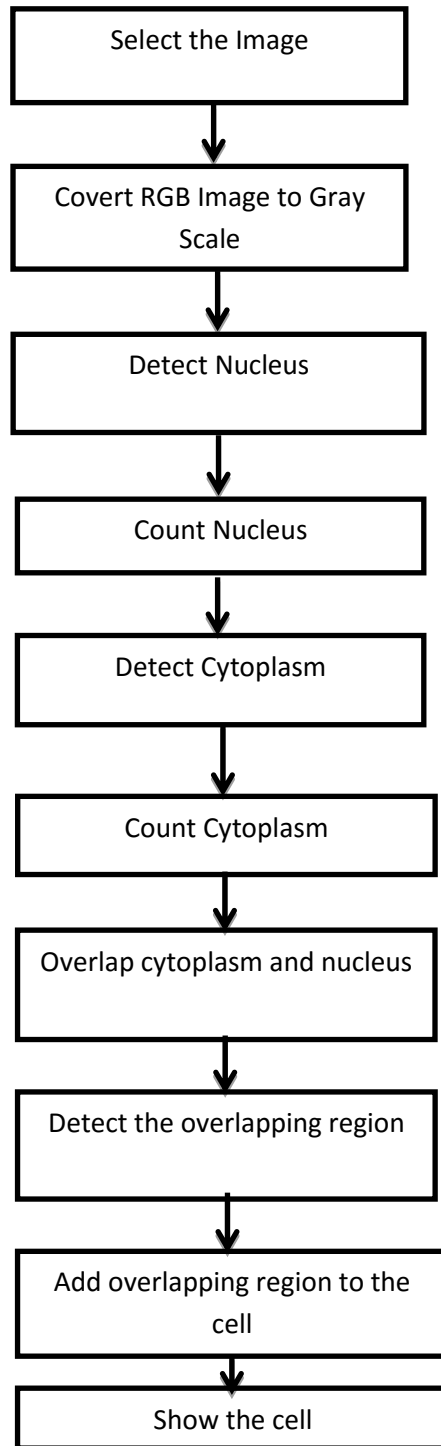 Select the Image
Covert RGB Image to Gray
Scale
Detect Nucleus
Count Nucleus
Detect Cytoplasm
Count Cytoplasm
Overlap cytoplasm and nucleus
Detect the overlapping region
Add overlapping region to the
cell
Show the cell